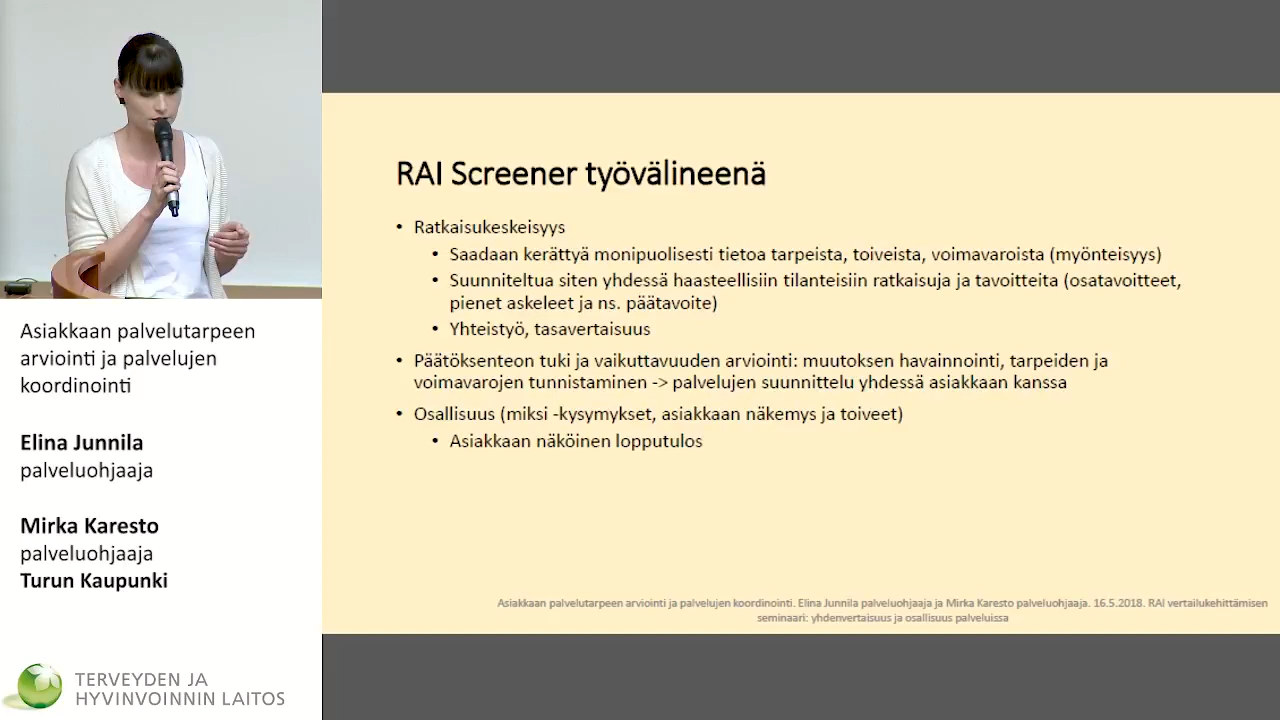 Asiakkaan palvelutarpeen
arviointi ja palvelujen
koordinointi
Elina Junnila
palveluohjaaja
Mirka Karesto
palveluohjaaja
Turun Kaupunki
TERVEYDEN JA
HYVINVOINNIN LAITOS
RAI Screener työvälineenä
• Ratkaisukeskeisyys
• Saadaan kerättyä monipuolisesti tietoa tarpeista, toiveista, voimavaroista (myönteisyys)
• Suunniteltua siten yhdessä haasteellisiin tilanteisiin ratkaisuja ja tavoitteita (osatavoitteet,
pienet askeleet ja ns. päätavoite)
• Yhteistyö, tasavertaisuus
• Päätöksenteon tuki ja vaikuttavuuden arviointi: muutoksen havainnointi, tarpeiden ja
voimavarojen tunnistaminen -> palvelujen suunnittelu yhdessä asiakkaan kanssa
• Osallisuus (miksi -kysymykset, asiakkaan näkemys ja toiveet)
• Asiakkaan näköinen lopputulos
Asiakkaan palvelutarpeen arviointi ja palvelujen koordinointi. Elina Junnila palveluohjaaja ja Mirka Karesto palveluohjaaja. 16.5.2018. RAI vertailukehittämisen
seminaari: yhdenvertaisuus ja osallisuus palveluissa